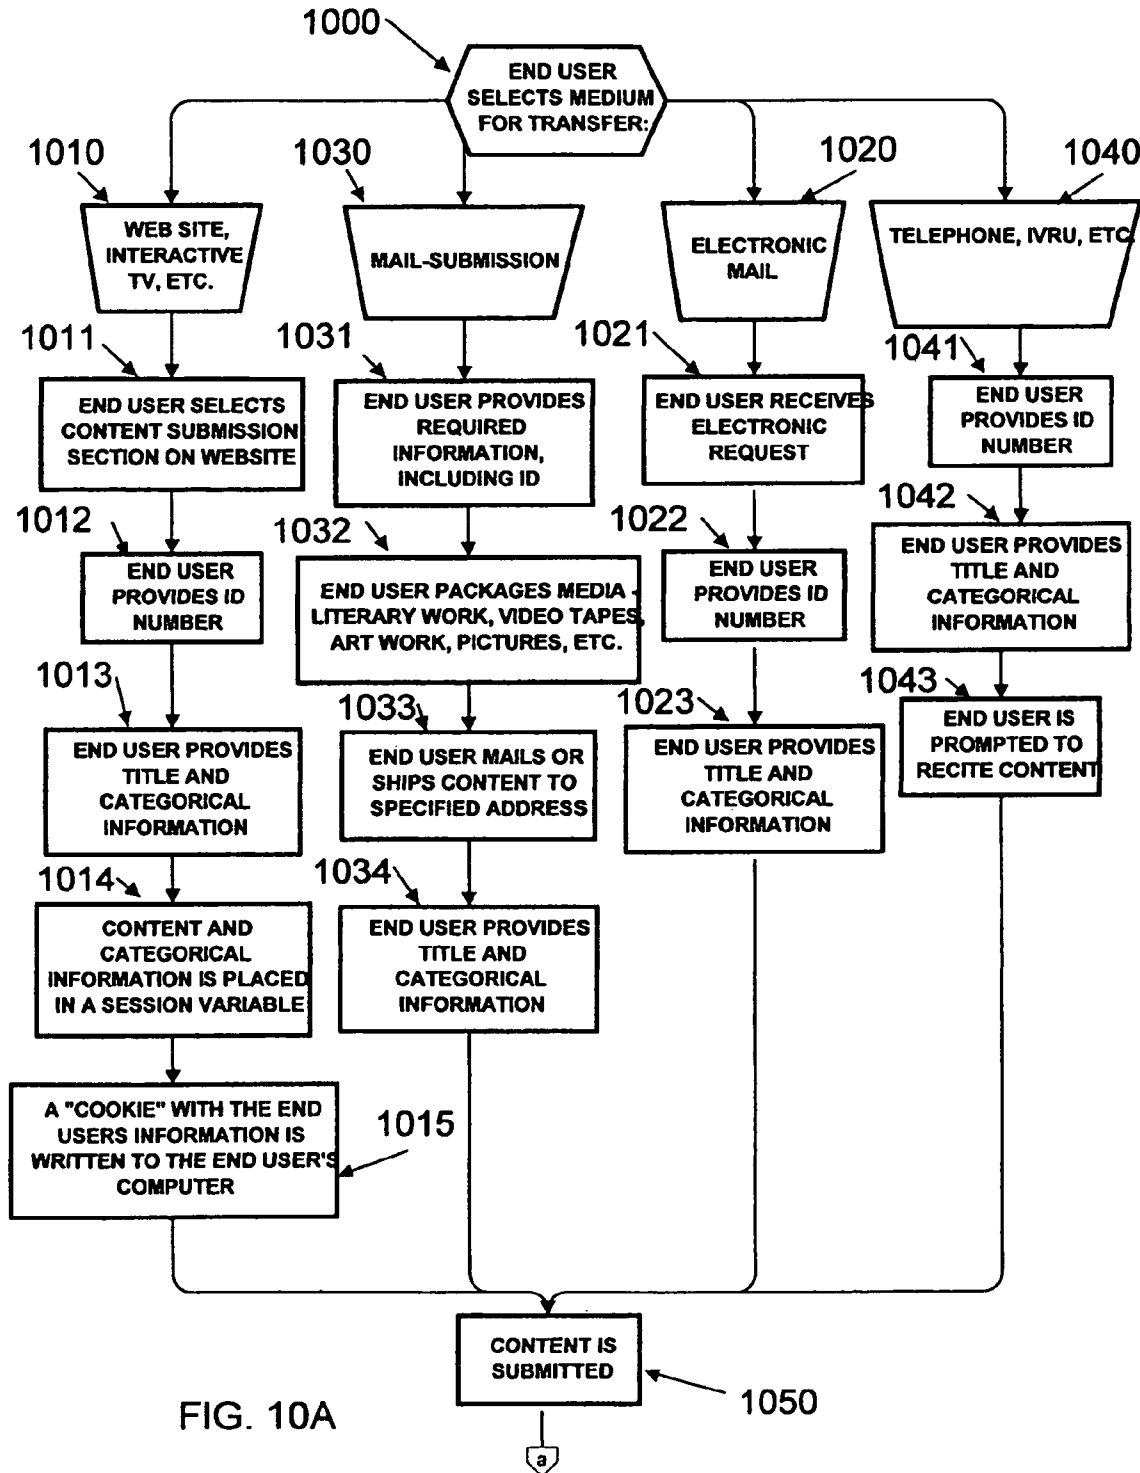 1000
END USER
SELECTS MEDIUM
FOR TRANSFER:
1010
WEB SITE,
INTERACTIVE
TV, ETC.
1011
END USER SELECTS
CONTENT SUBMISSION
SECTION ON WEBSITE
1012
END USER
PROVIDES ID
NUMBER
1013
END USER PROVIDES
TITLE AND
CATEGORICAL
INFORMATION
1014
CONTENT AND
CATEGORICAL
INFORMATION IS PLACED
IN A SESSION VARIABLE
A "COOKIE" WITH THE END
USERS INFORMATION IS
WRITTEN TO THE END USER'S
COMPUTER
1015
1030
MAIL-SUBMISSION
1031
END USER PROVIDES
REQUIRED
INFORMATION,
INCLUDING ID
1032
END USER PACKAGES MEDIA -
LITERARY WORK, VIDEO TAPES,
ART WORK, PICTURES, ETC.
1033
END USER MAILS OR
SHIPS CONTENT TO
SPECIFIED ADDRESS
1034
END USER PROVIDES
TITLE AND
CATEGORICAL
INFORMATION
1020
ELECTRONIC
MAIL
1021
END USER RECEIVES
ELECTRONIC
REQUEST
1022
END USER
PROVIDES ID
NUMBER
1023
END USER PROVIDES
TITLE AND
CATEGORICAL
INFORMATION
1040
TELEPHONE, IVRU, ETC.
1041
END USER
PROVIDES ID
NUMBER
1042
END USER PROVIDES
TITLE AND
CATEGORICAL
INFORMATION
1043
END USER IS
PROMPTED TO
RECITE CONTENT
CONTENT IS
SUBMITTED
1050
FIG. 10A
a